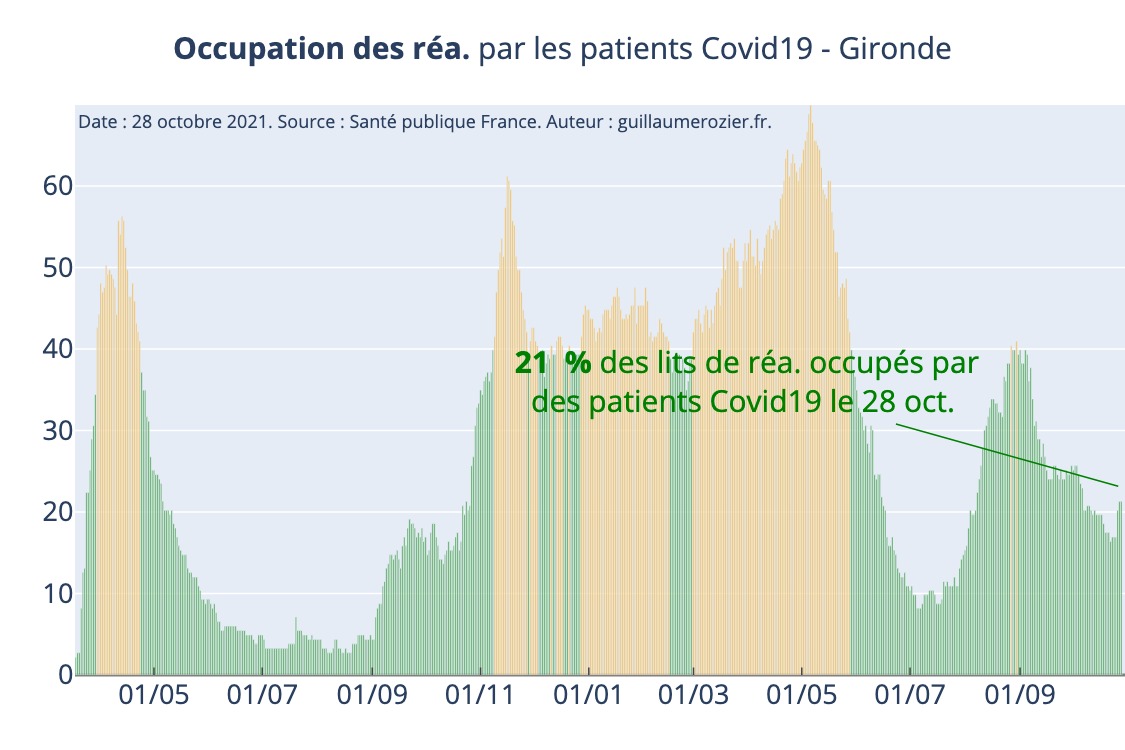 Occupation des réa. par les patients Covid19 - Gironde
Date : 28 octobre 2021. Source : Santé publique France. Auteur : guillaumerozier.fr.
60
50
40
21 % des lits de réa. occupés par
des patients Covid19 le 28 oct.
30
20
10
0
01/05 01/07 01/09 01/11 01/01 01/03 01/05 01/07 01/09